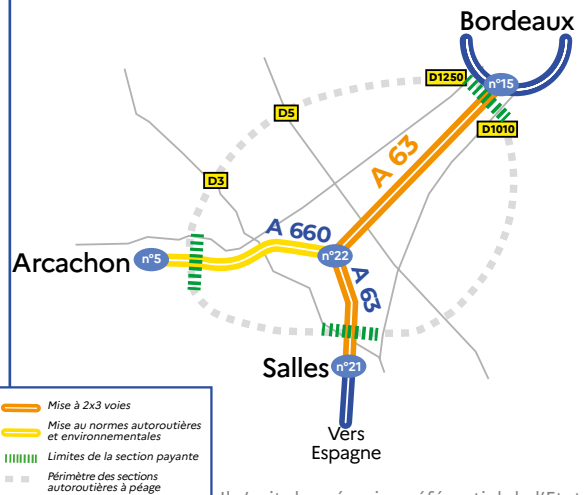 Bordeaux
D1250
n°15
D5
D1010
A 63
D3
A 660
Arcachon
n°5
n°22
A 63
Salles
n°21
Vers
Espagne
Mise à 2x3 voies
Mise au normes autoroutières
et environnementales
Limites de la section payante
Périmètre des sections
autoroutières à péage